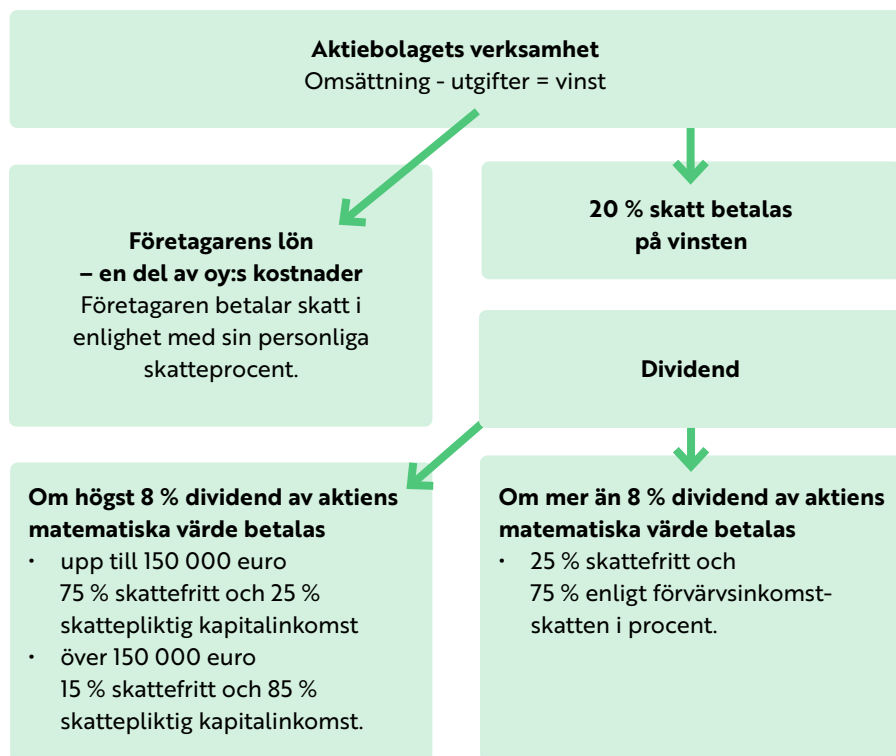 Aktiebolagets verksamhet
Omsättning - utgifter = vinst
Företagarens lön
– en del av oy:s kostnader
Företagaren betalar skatt i
enlighet med sin personliga
skatteprocent.
20 % skatt betalas
på vinsten
Dividend
Om högst 8 % dividend av aktiens
matematiska värde betalas
· upp till 150 000 euro
75 % skattefritt och 25 %
skattepliktig kapitalinkomst
· över 150 000 euro
15 % skattefritt och 85 %
skattepliktig kapitalinkomst.
Om mer än 8 % dividend av aktiens
matematiska värde betalas
· 25 % skattefritt och
75 % enligt förvärvsinkomst-
skatten i procent.